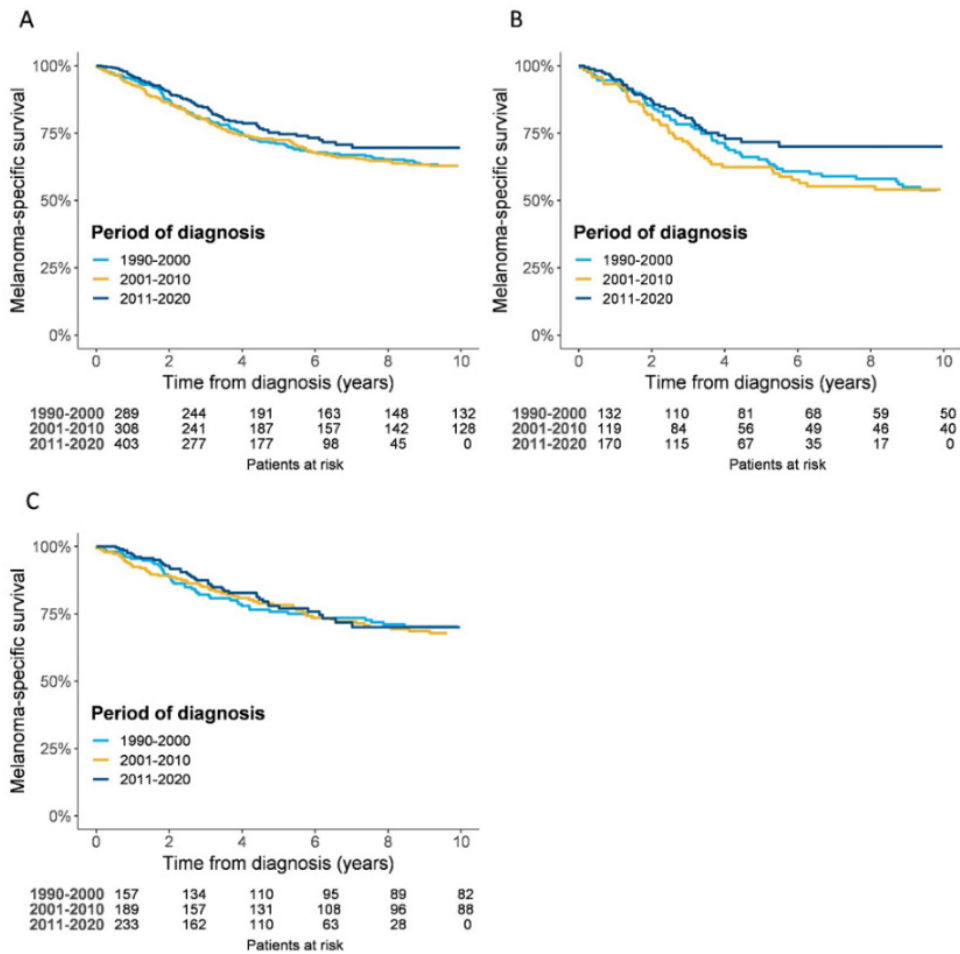 A
Melanoma-specific survival
100%
75%
50%
25%
0%
Period of diagnosis
1990-2000
2001-2010
2011-2020
0 2 4 6 8 10
Time from diagnosis (years)
1990-2000 289 244 191 163 148 132
2001-2010 308 241 187 157 142 128
2011-2020 403 277 177 98 45 0
Patients at risk
B
Melanoma-specific survival
100%
75%
50%
25%
0%
Period of diagnosis
1990-2000
2001-2010
2011-2020
0 2 4 6 8 10
Time from diagnosis (years)
1990-2000 132 110 81 68 59 50
2001-2010 119 84 56 49 46 40
2011-2020 170 115 67 35 17 0
Patients at risk
C
Melanoma-specific survival
100%
75%
50%
25%
0%
Period of diagnosis
1990-2000
2001-2010
2011-2020
0 2 4 6 8 10
Time from diagnosis (years)
1990-2000 157 134 110 95 89 82
2001-2010 189 157 131 108 96 88
2011-2020 233 162 110 63 28 0
Patients at risk